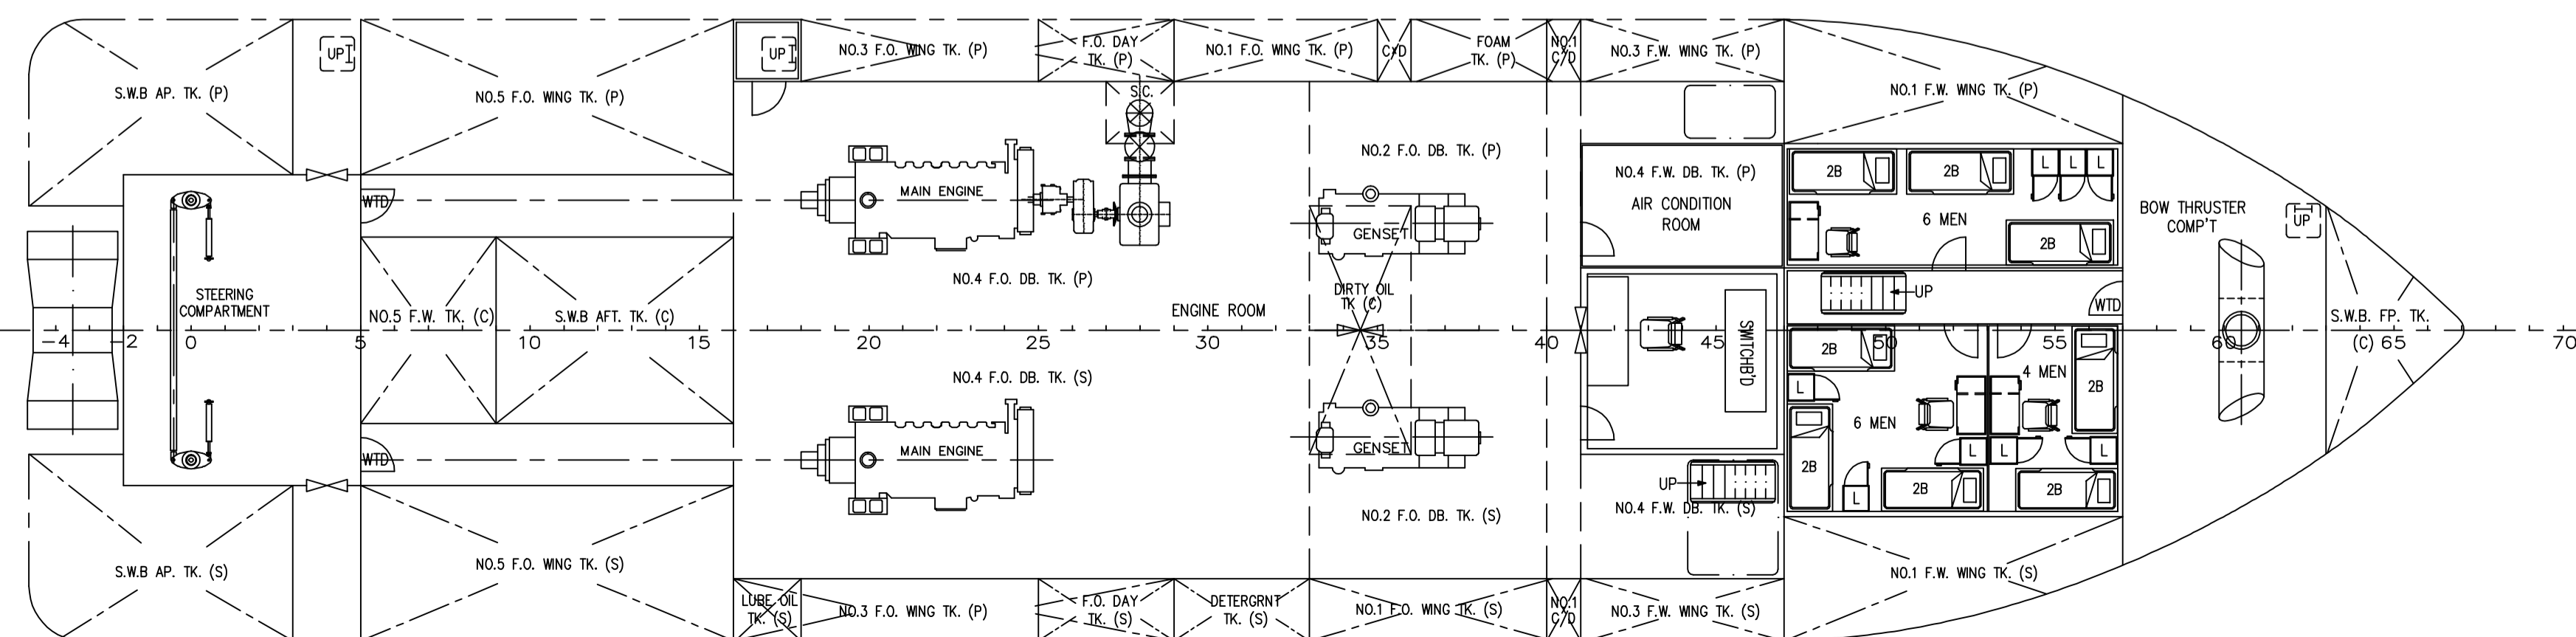 NO.3 F.O. WING TK. (P)
F.O. DAY
TK. (P)
NO.1 F.O. WING TK. (P)
C/D
FOAM
TK. (P)
NO.1
C/D
NO.3 F.W. WING TK. (P)
UP
UP
S.W.B AP. TK. (P)
NO.5 F.O. WING TK. (P)
S.C.
NO.1 F.W. WING TK. (P)
NO.2 F.O. DB. TK. (P)
NO.4 F.W. DB. TK. (P)
AIR CONDITION
ROOM
2B
2B
L
L
L
6 MEN
2B
BOW THRUSTER
COMP'T
UP
WTD
MAIN ENGINE
GENSET
NO.4 F.O. DB. TK. (P)
STEERING
COMPARTMENT
DIRTY OIL
TK (C)
ENGINE ROOM
UP
WTD
NO.5 F.W. TK. (C)
S.W.B AFT. TK. (C)
SWITCHB'D
S.W.B. FP. TK.
(C)
-4
-2
0
5
10
15
20
25
30
35
40
45
50
55
60
65
70
NO.4 F.O. DB. TK. (S)
2B
4 MEN
2B
L
6 MEN
2B
L
L
L
2B
2B
L
WTD
MAIN ENGINE
GENSET
UP
NO.4 F.W. DB. TK. (S)
NO.2 F.O. DB. TK. (S)
S.W.B AP. TK. (S)
NO.5 F.O. WING TK. (S)
NO.1 F.W. WING TK. (S)
LUBE OIL
TK. (S)
NO.3 F.O. WING TK. (P)
F.O. DAY
TK. (S)
DETERGRNT
TK. (S)
NO.1 F.O. WING TK. (S)
NO.1
C/D
NO.3 F.W. WING TK. (S)